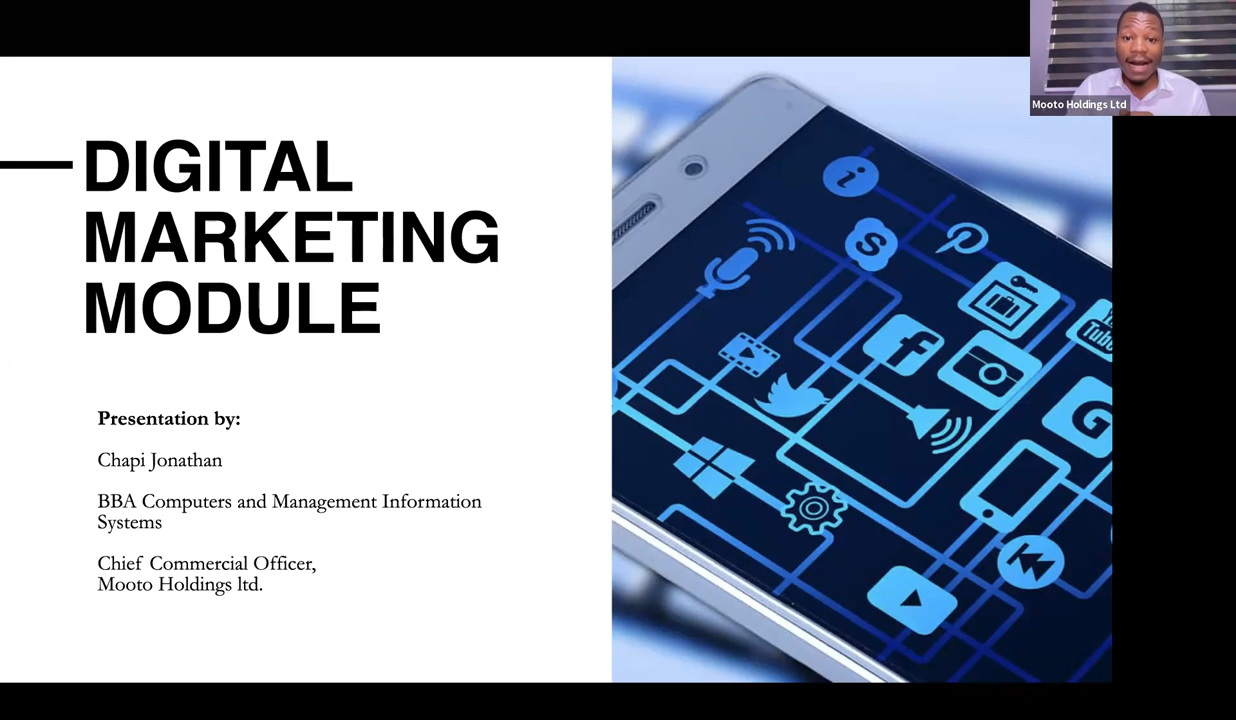 Mooto Holdings Ltd
DIGITAL
MARKETING
MODULE
Presentation by:
Chapi Jonathan
BBA Computers and Management Information
Systems
Chief Commercial Officer,
Mooto Holdings ltd.
i
S
f
Tube
G